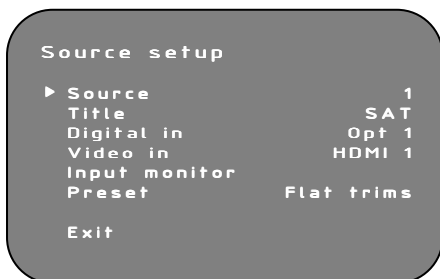 Source setup
Source 1
Title SAT
Digital in Opt 1
Video in HDMI 1
Input monitor
Preset Flat trims
Exit